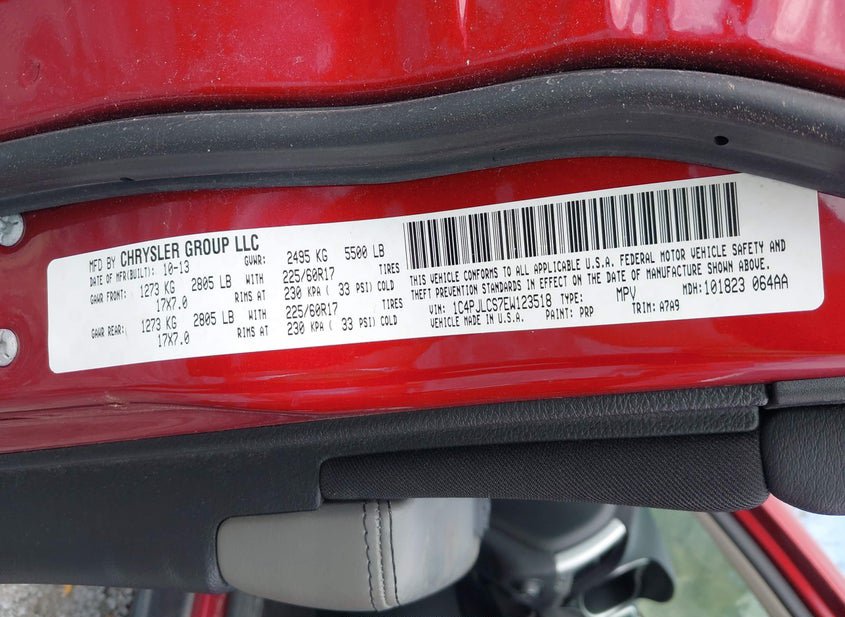 MFD BY CHRYSLER GROUP LLC
DATE OF MFR(BUILT): 10-13 GVWR: 2495 KG 5500 LB
GAWR FRONT: 1273 KG 2805 LB WITH 225/60R17 TIRES
17X7.0 RIMS AT 230 KPA ( 33 PSI) COLD
GAWR REAR: 1273 KG 2805 LB WITH 225/60R17 TIRES
17X7.0 RIMS AT 230 KPA ( 33 PSI) COLD
THIS VEHICLE CONFORMS TO ALL APPLICABLE U.S.A. FEDERAL MOTOR VEHICLE SAFETY AND
THEFT PREVENTION STANDARDS IN EFFECT ON THE DATE OF MANUFACTURE SHOWN ABOVE.
VIN: 1C4PJLCS7EW123518 TYPE: MPV MDH:101823 064AA
VEHICLE MADE IN U.S.A. PAINT: PRP TRIM: A7A9